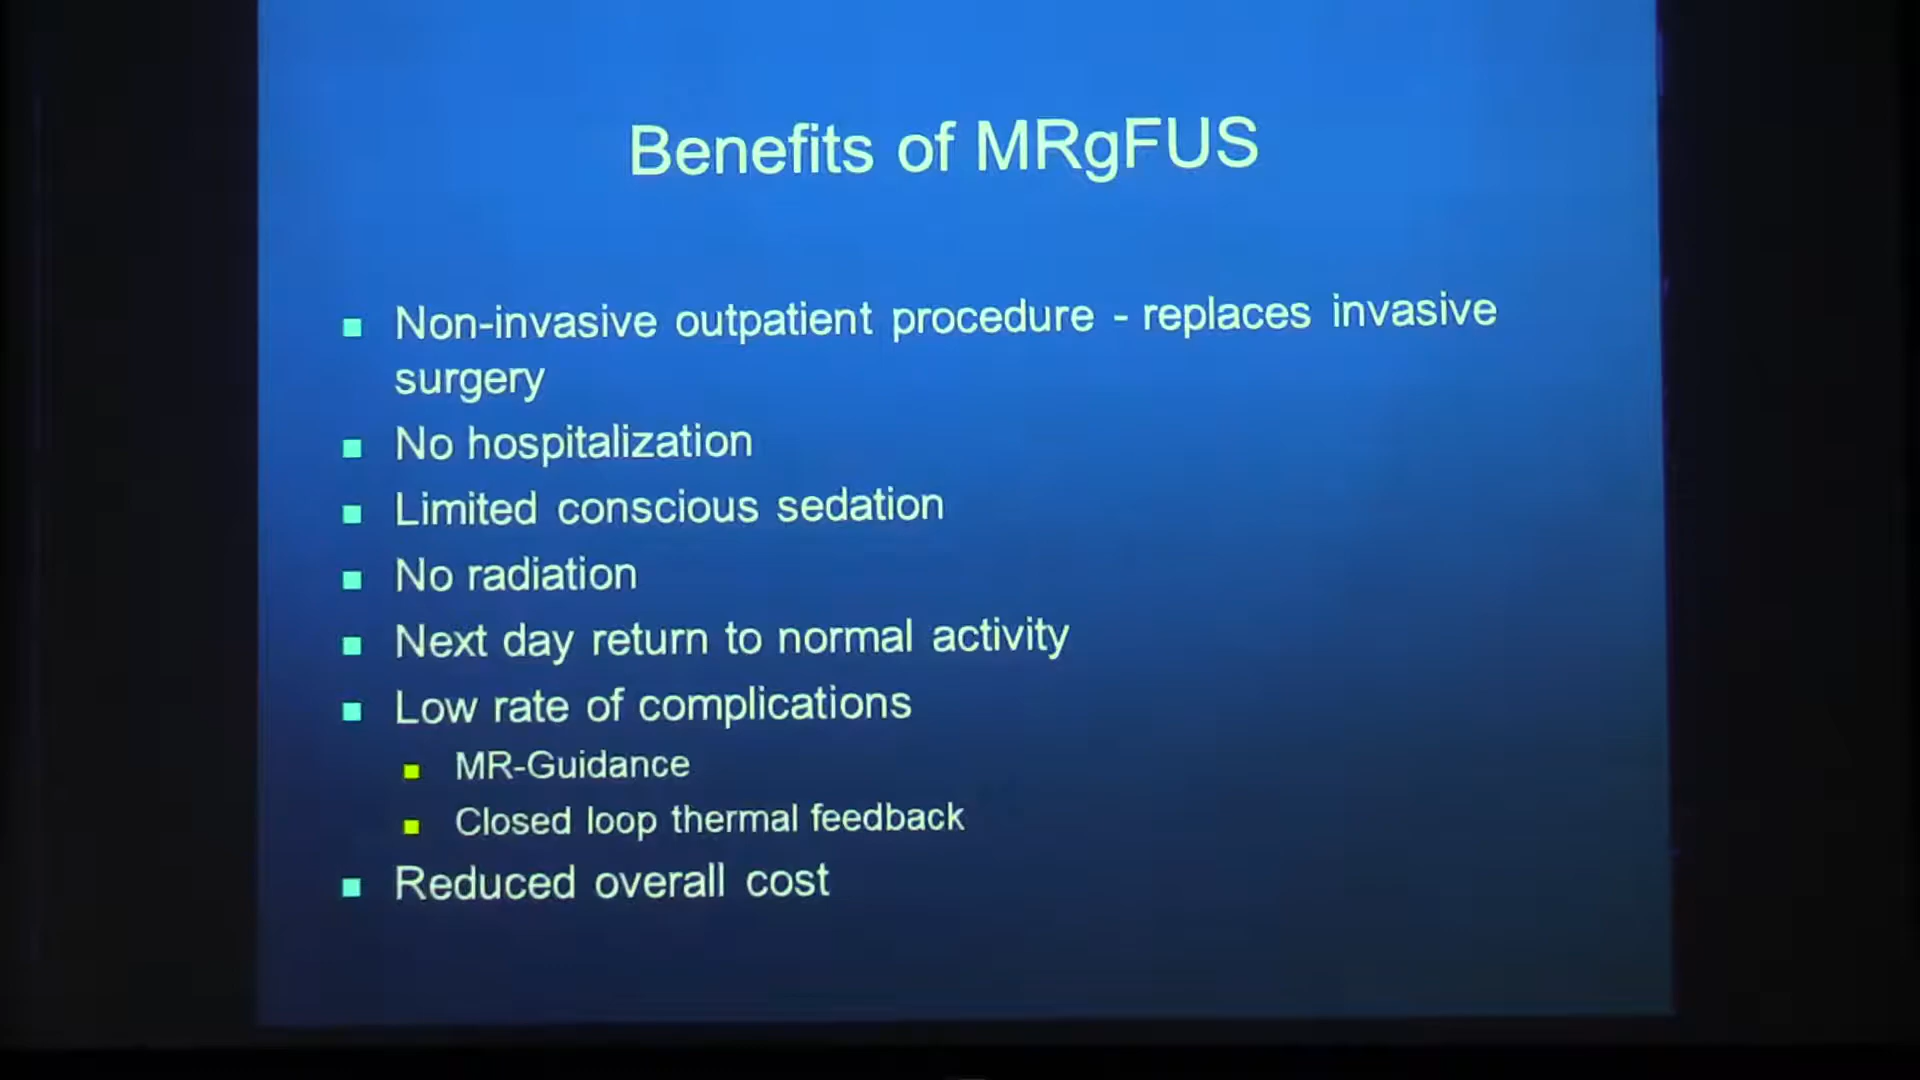 Benefits of MRgFUS
Non-invasive outpatient procedure - replaces invasive
surgery
No hospitalization
Limited conscious sedation
No radiation
Next day return to normal activity
Low rate of complications
MR-Guidance
Closed loop thermal feedback
Reduced overall cost